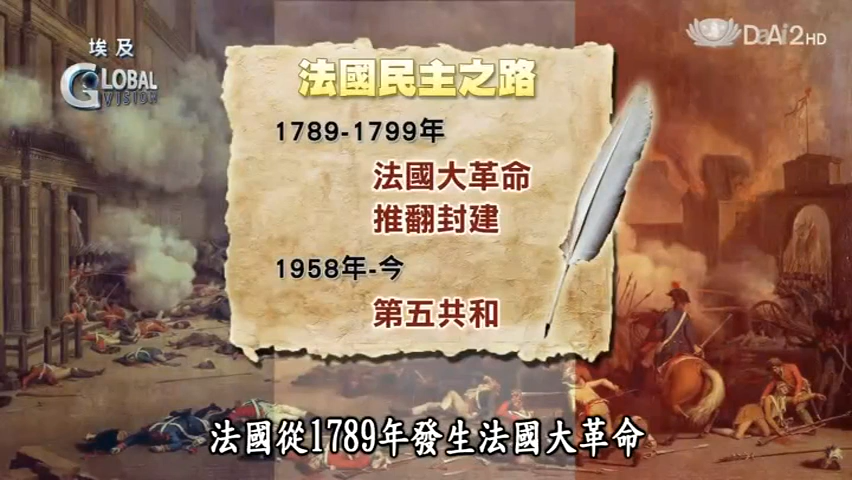 埃及
GLOBAL
VISION
DaAi2HD
法國民主之路
1789-1799年
法國大革命
推翻封建
1958年-今
第五共和
法國從1789年發生法國大革命